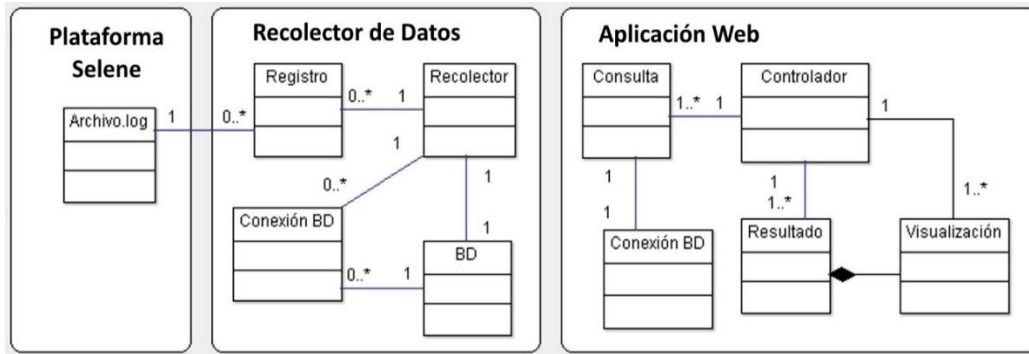 Plataforma
Selene
Archivo.log
1
0..*
Recolector de Datos
Registro
0..*
1
Recolector
1
0..*
1
1
Conexión BD
0..*
1
BD
Aplicación Web
Consulta
1..*
1
Controlador
1
1..*
1
1
Conexión BD
1
1..*
Resultado
Visualización